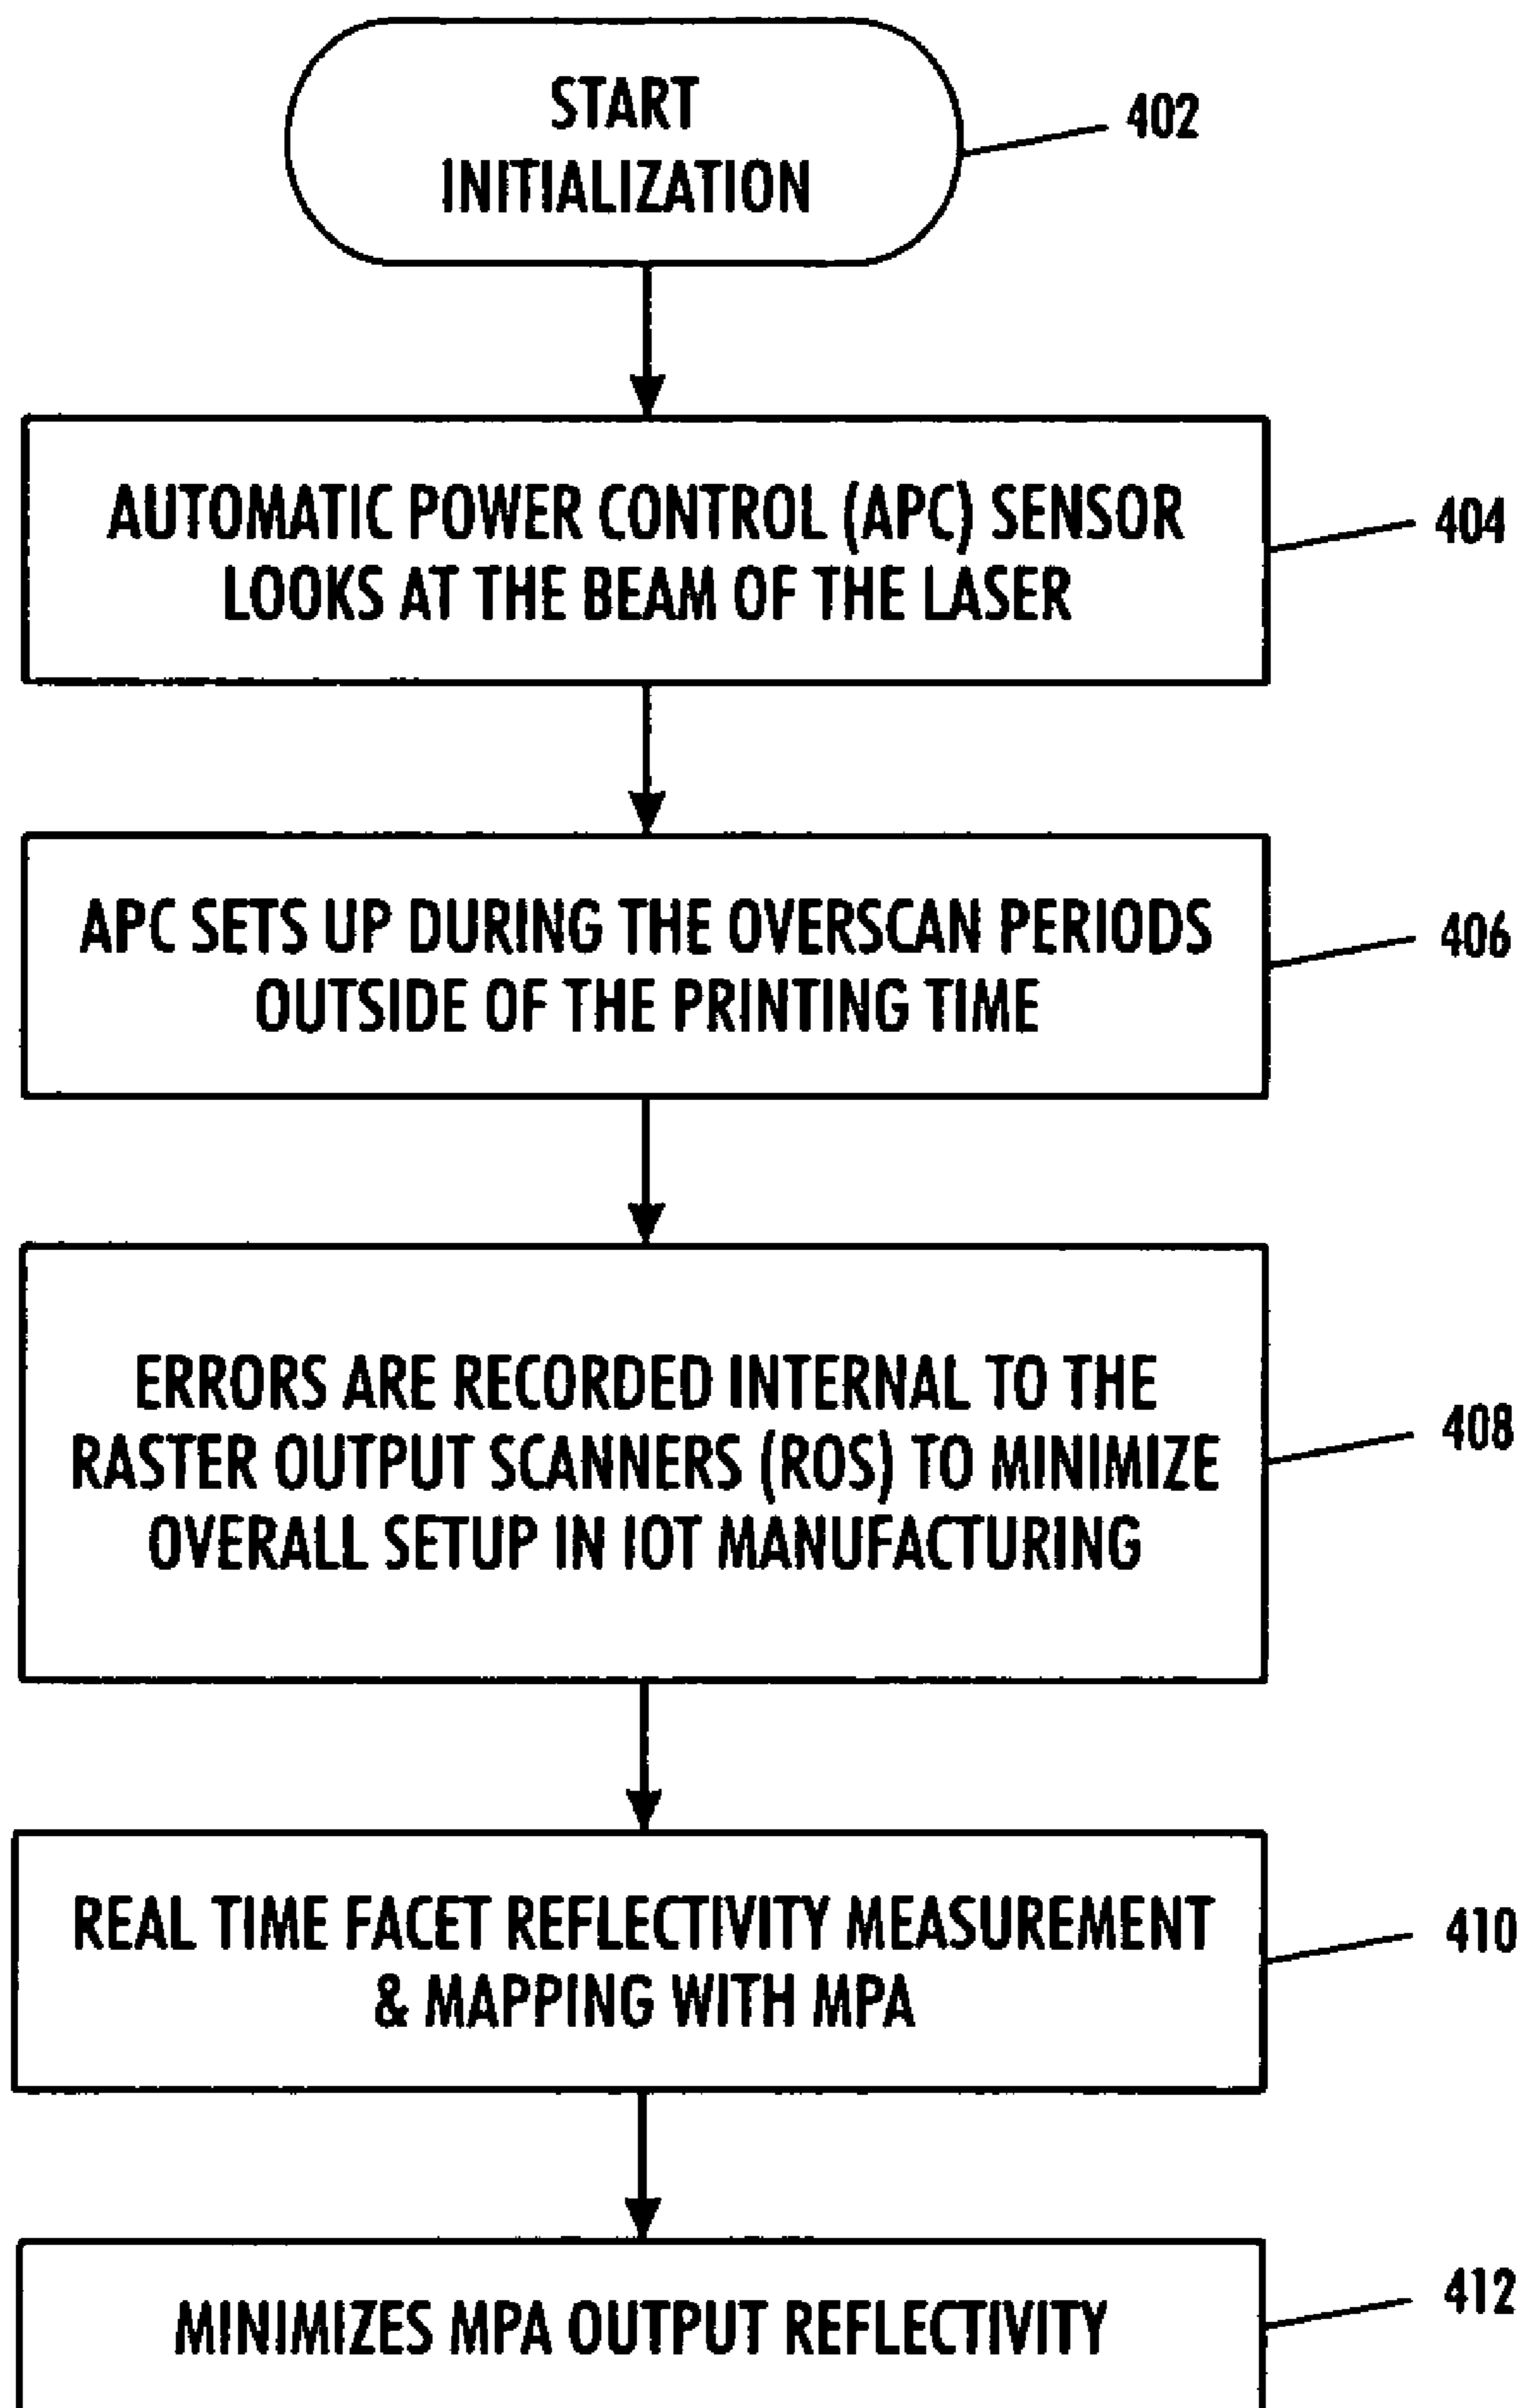 START
INITIALIZATION
402
AUTOMATIC POWER CONTROL (APC) SENSOR
LOOKS AT THE BEAM OF THE LASER
404
APC SETS UP DURING THE OVERSCAN PERIODS
OUTSIDE OF THE PRINTING TIME
406
ERRORS ARE RECORDED INTERNAL TO THE
RASTER OUTPUT SCANNERS (ROS) TO MINIMIZE
OVERALL SETUP IN IOT MANUFACTURING
408
REAL TIME FACET REFLECTIVITY MEASUREMENT
& MAPPING WITH MPA
410
MINIMIZES MPA OUTPUT REFLECTIVITY
412